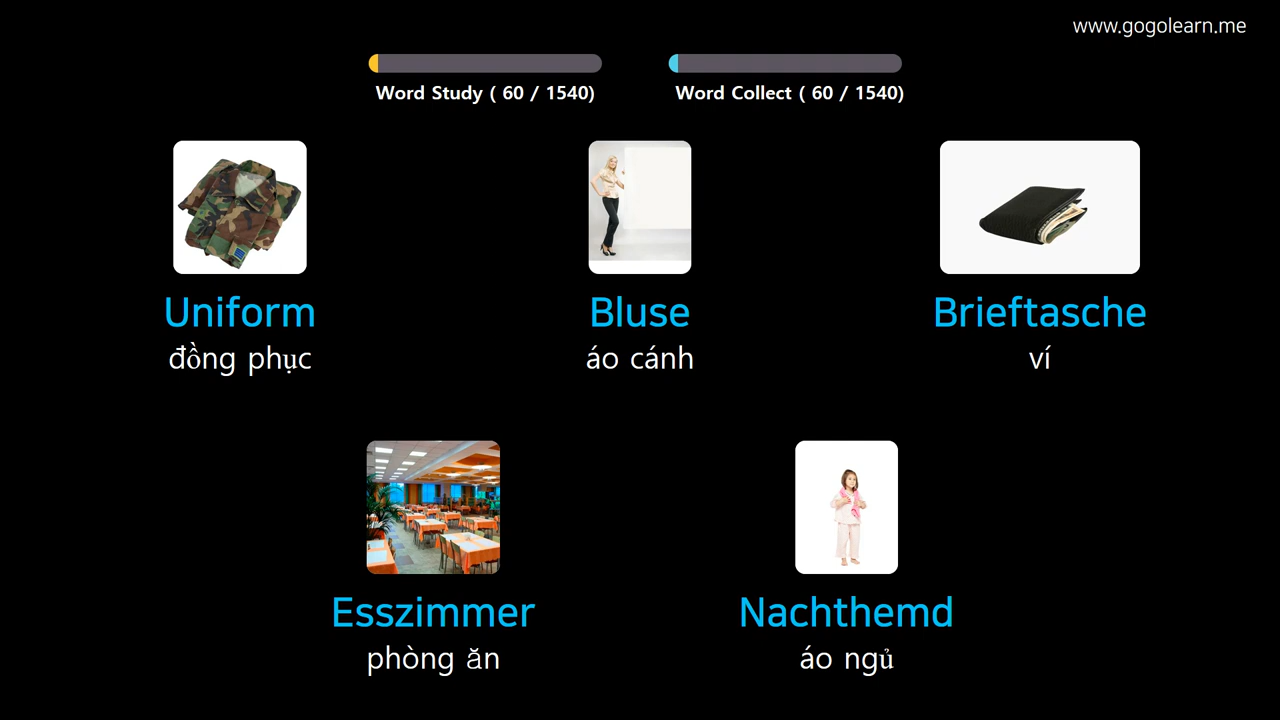 www.gogolearn.me
Word Study ( 60 / 1540)
Word Collect ( 60 / 1540)
Uniform
đồng phục
Bluse
áo cánh
Brieftasche
ví
Esszimmer
phòng ăn
Nachthemd
áo ngủ